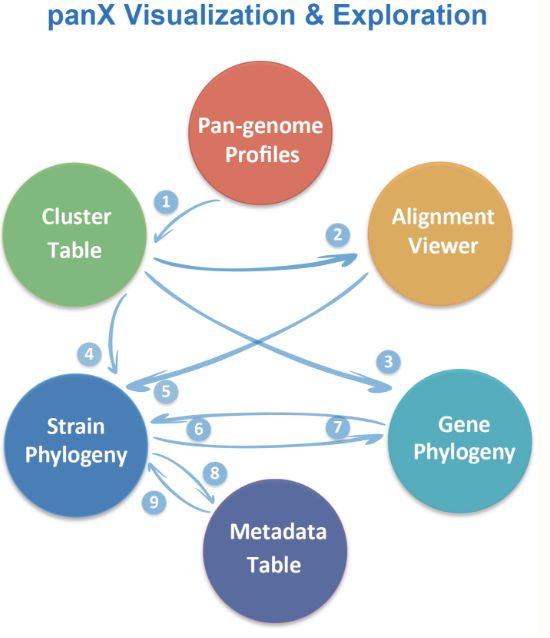 panX Visualization & Exploration
Pan-genome
Profiles
1
Cluster
Table
2
Alignment
Viewer
3
4
5
Strain
Phylogeny
6
7
Gene
Phylogeny
8
9
Metadata
Table